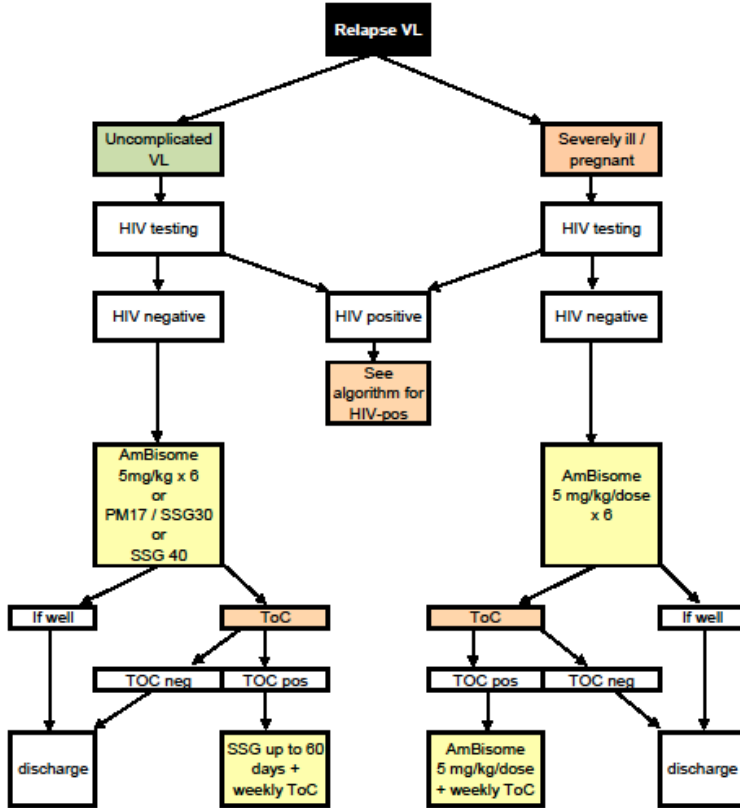 Relapse VL
Uncomplicated
VL
Severely ill /
pregnant
HIV testing
HIV testing
HIV negative
HIV positive
HIV negative
See
algorithm for
HIV-pos
AmBisome
5mg/kg x 6
or
PM17 / SSG30
or
SSG 40
AmBisome
5 mg/kg/dose
x 6
If well
ToC
ToC
If well
TOC neg
TOC pos
TOC pos
TOC neg
discharge
SSG up to 60
days +
weekly ToC
AmBisome
5 mg/kg/dose
+ weekly ToC
discharge